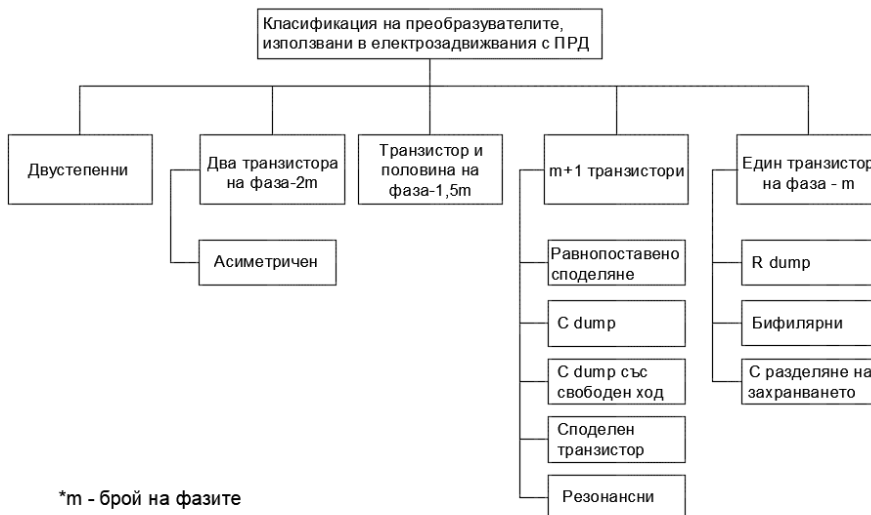 Класификация на преобразувателите,
използвани в електрозадвижвания с ПРД
Двустепенни
Два транзистора
на фаза-2m
Транзистор и
половина на
фаза-1,5m
m+1 транзистори
Един транзистор
на фаза - m
Асиметричен
Равнопоставено
споделяне
C dump
C dump със
свободен ход
Споделен
транзистор
Резонансни
R dump
Бифилярни
С разделяне на
захранването
*m - брой на фазите